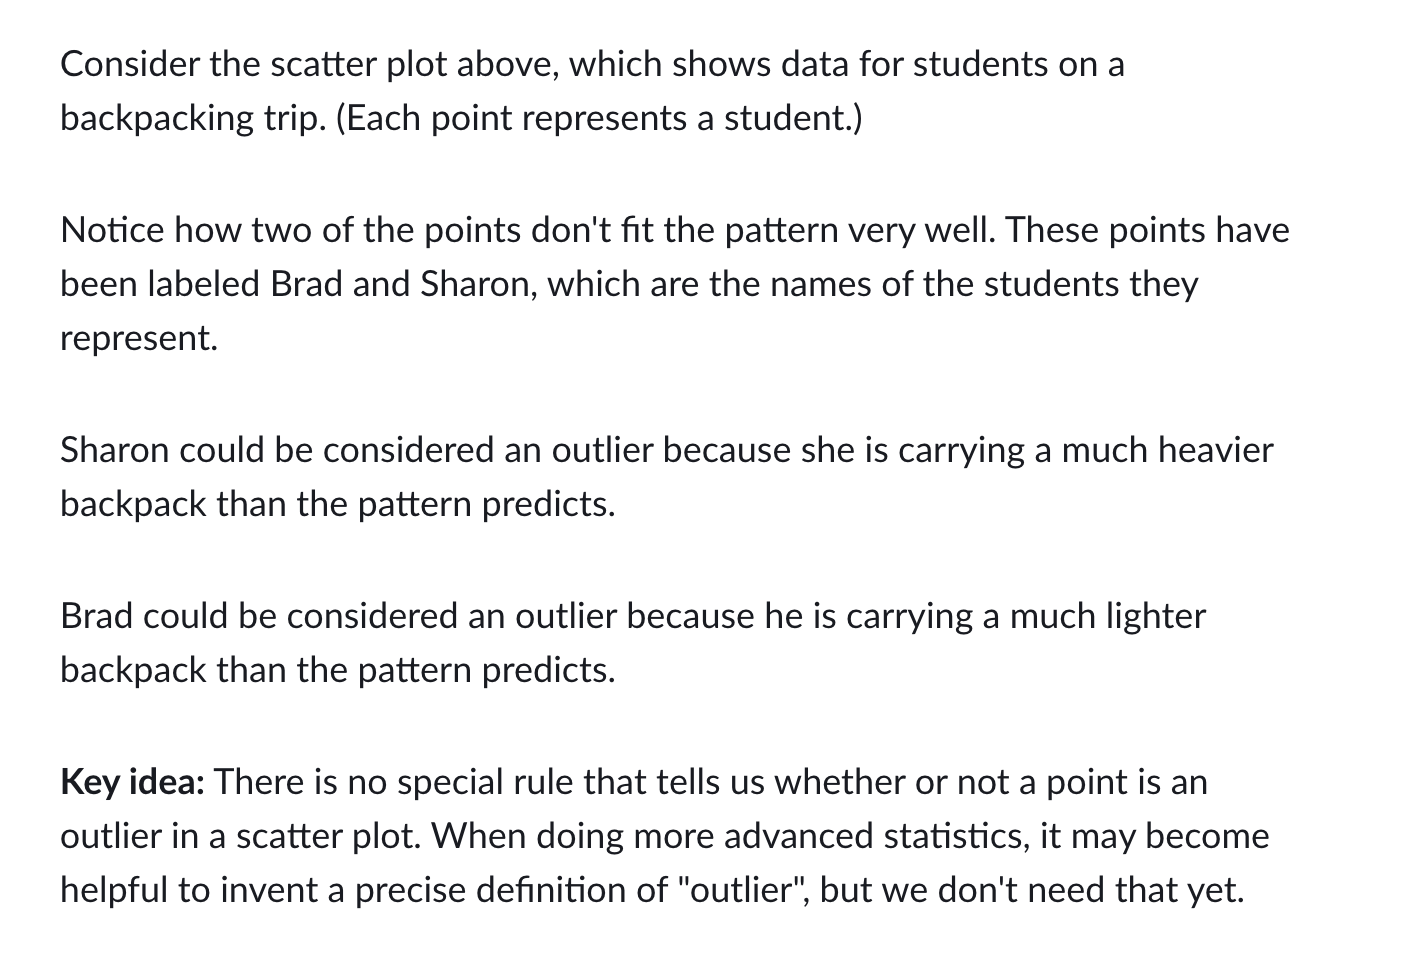 Consider the scatter plot above, which shows data for students on a
backpacking trip. (Each point represents a student.)
Notice how two of the points don't fit the pattern very well. These points have
been labeled Brad and Sharon, which are the names of the students they
represent.
Sharon could be considered an outlier because she is carrying a much heavier
backpack than the pattern predicts.
Brad could be considered an outlier because he is carrying a much lighter
backpack than the pattern predicts.
Key idea: There is no special rule that tells us whether or not a point is an
outlier in a scatter plot. When doing more advanced statistics, it may become
helpful to invent a precise definition of "outlier", but we don't need that yet.